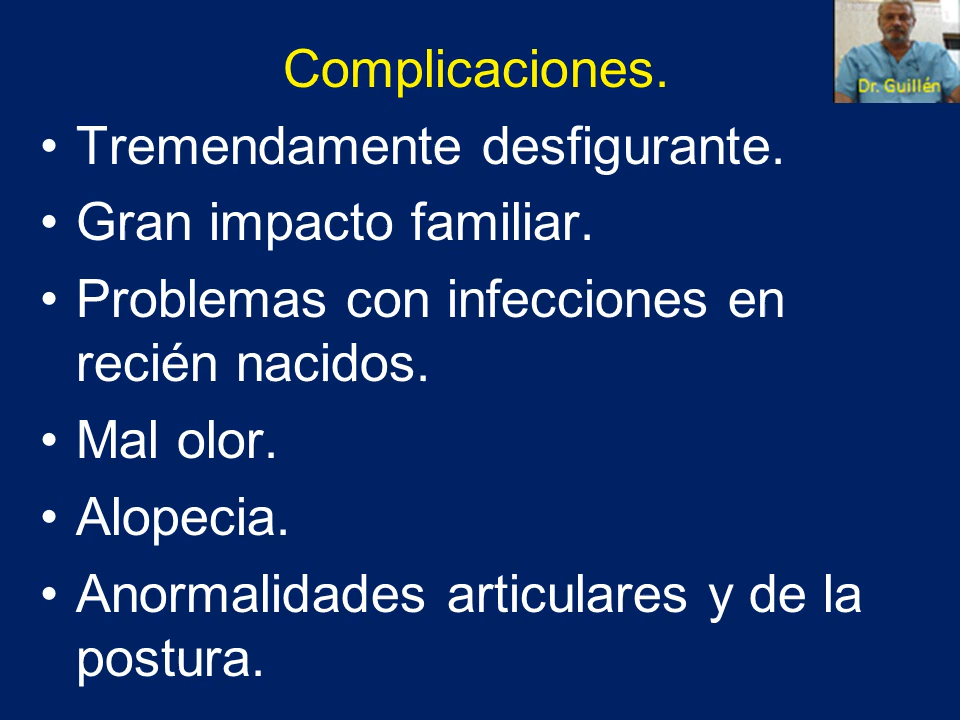 Complicaciones.
Dr. Guillén
• Tremendamente desfigurante.
• Gran impacto familiar.
• Problemas con infecciones en
recién nacidos.
• Mal olor.
• Alopecia.
• Anormalidades articulares y de la
postura.